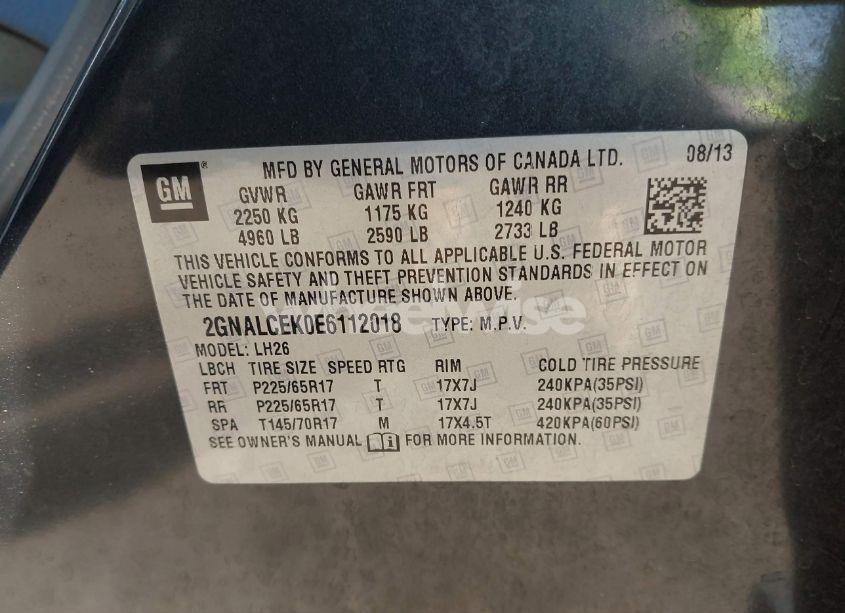 GM ®
MFD BY GENERAL MOTORS OF CANADA LTD. 08/13
GVWR GAWR FRT GAWR RR
2250 KG 1175 KG 1240 KG
4960 LB 2590 LB 2733 LB
THIS VEHICLE CONFORMS TO ALL APPLICABLE U.S. FEDERAL MOTOR
VEHICLE SAFETY AND THEFT PREVENTION STANDARDS IN EFFECT ON
THE DATE OF MANUFACTURE SHOWN ABOVE.
2GNALCEK0E6112018 TYPE: M.P.V.
MODEL: LH26
LBCH TIRE SIZE SPEED RTG RIM COLD TIRE PRESSURE
FRT P225/65R17 T 17X7J 240KPA(35PSI)
RR P225/65R17 T 17X7J 240KPA(35PSI)
SPA T145/70R17 M 17X4.5T 420KPA(60PSI)
SEE OWNER'S MANUAL FOR MORE INFORMATION.